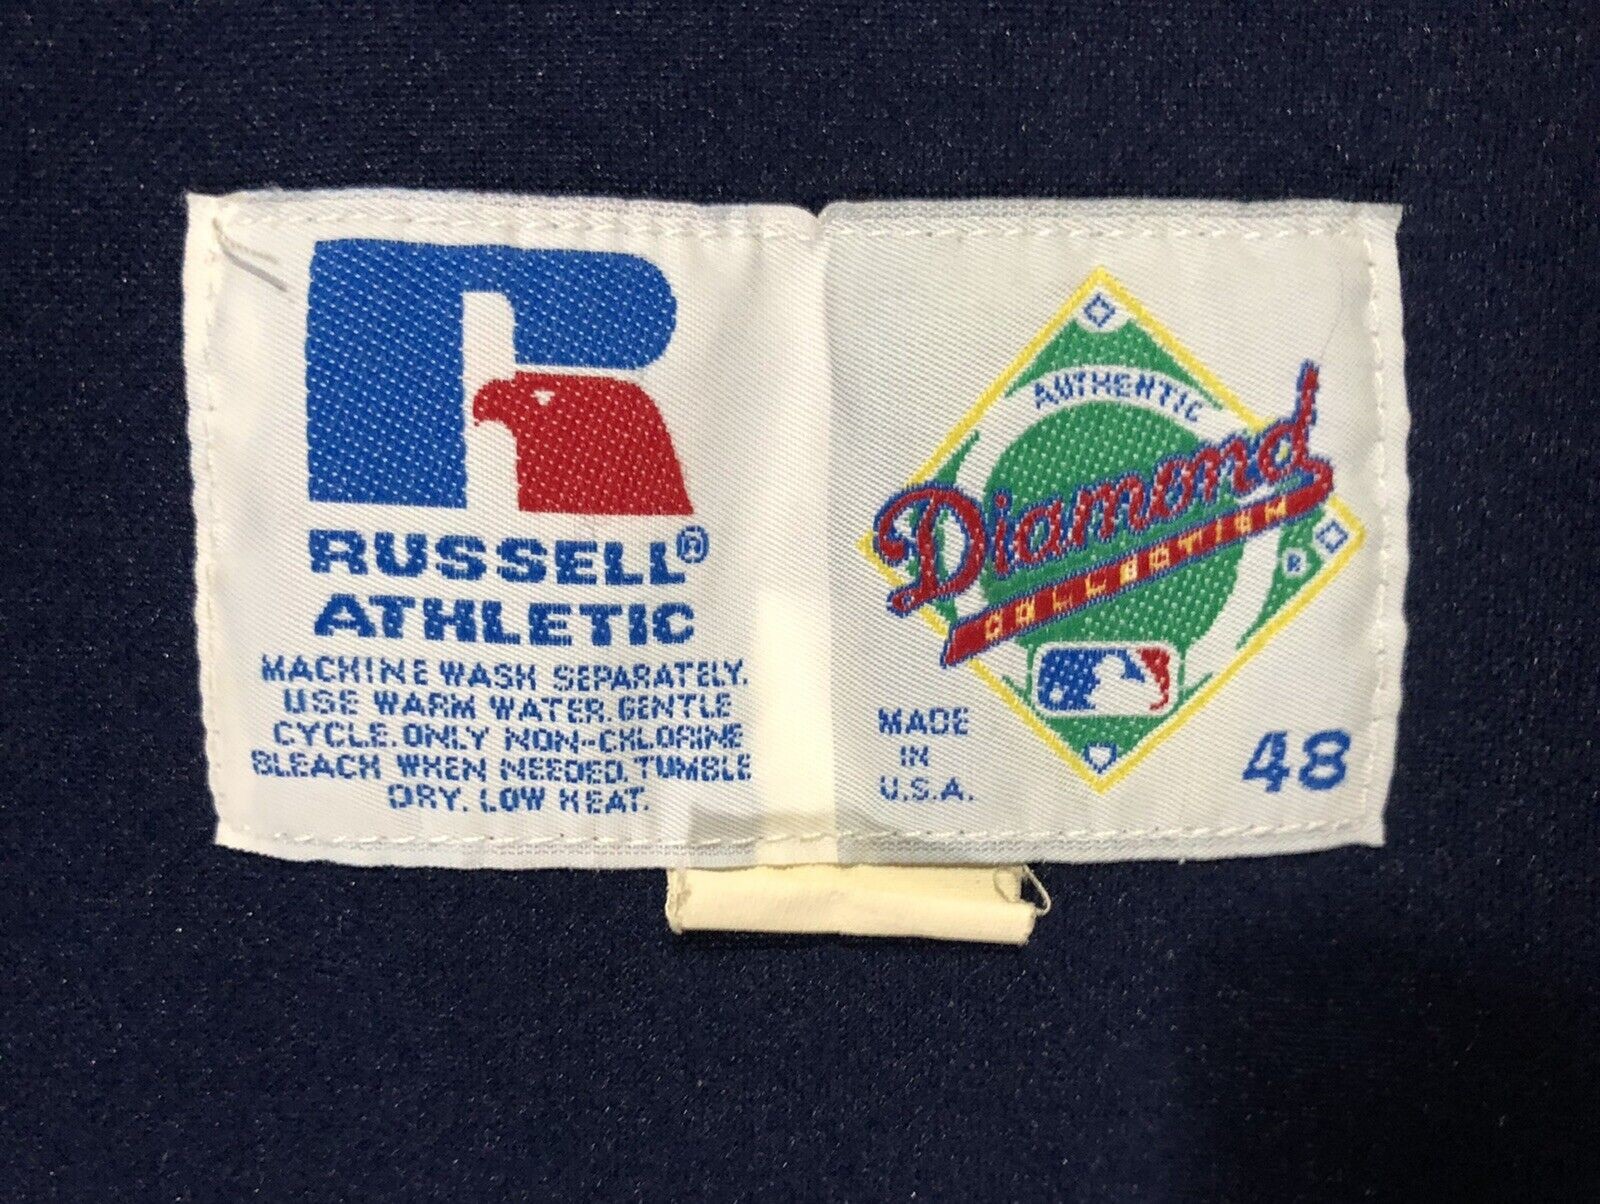 RUSSELL®
ATHLETIC
MACHINE WASH SEPARATELY.
USE WARM WATER. GENTLE
CYCLE. ONLY NON-CHLORINE
BLEACH WHEN NEEDED. TUMBLE
DRY. LOW HEAT.
AUTHENTIC
Diamond
COLLECTION
®
MADE
IN
U.S.A.
48